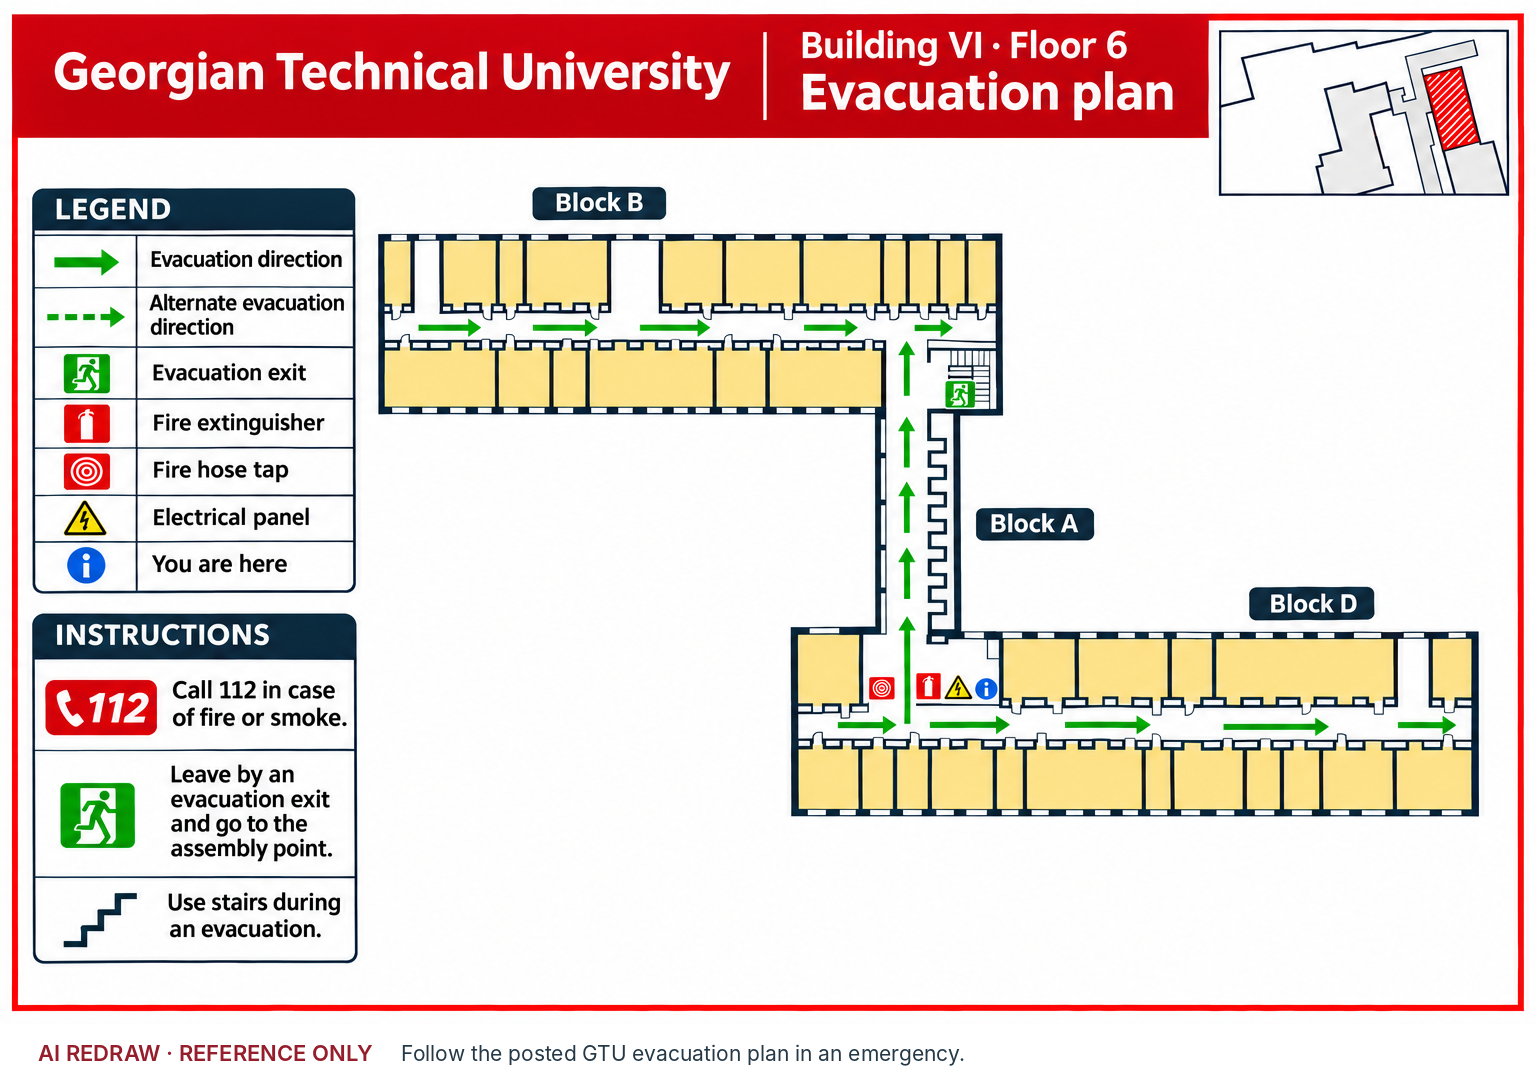 Georgian Technical University
Building VI · Floor 6
Evacuation plan
LEGEND
Evacuation direction
Alternate evacuation
direction
Evacuation exit
Fire extinguisher
Fire hose tap
Electrical panel
You are here
INSTRUCTIONS
112
Call 112 in case
of fire or smoke.
Leave by an
evacuation exit
and go to the
assembly point.
Use stairs during
an evacuation.
Block B
Block A
Block D
AI REDRAW · REFERENCE ONLY
Follow the posted GTU evacuation plan in an emergency.